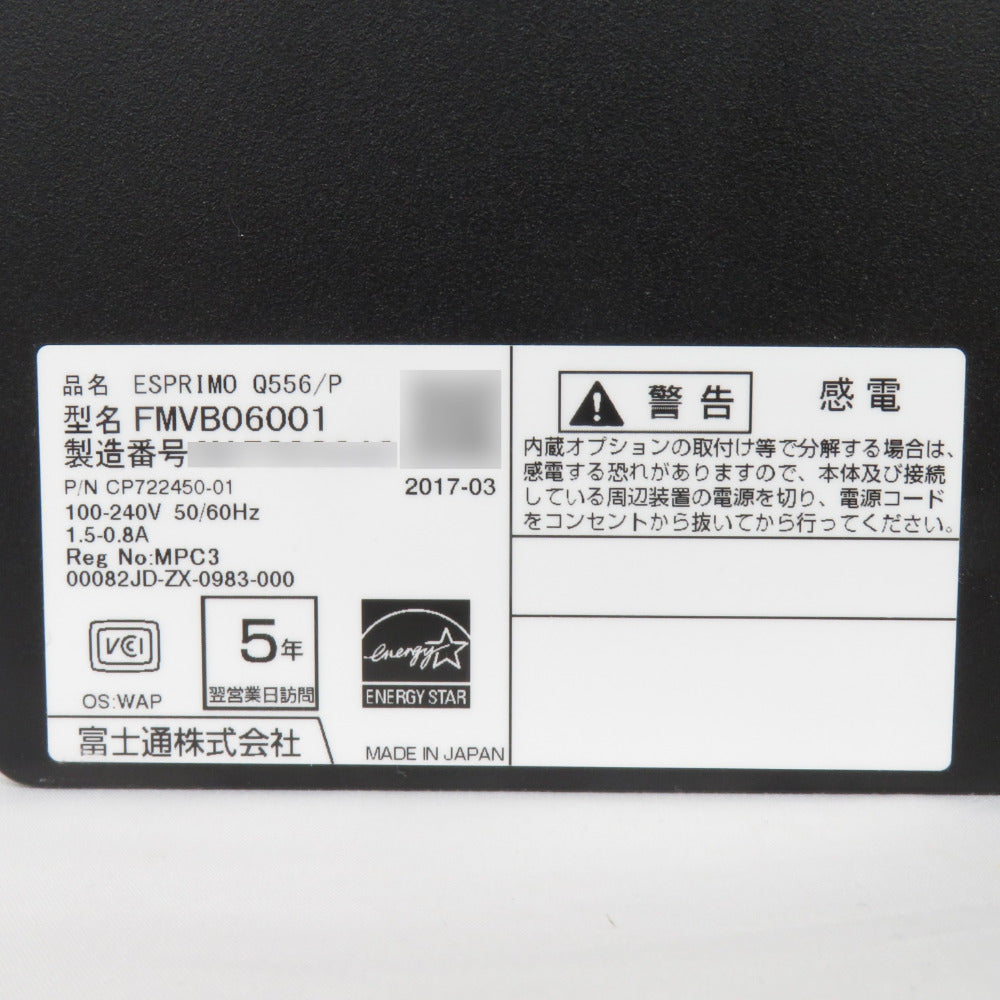 品名 ESPRIMO Q556/P
型名 FMVB06001
製造番号
P/N CP722450-01
2017-03
100-240V 50/60Hz
1.5-0.8A
Reg No:MPC3
00082JD-ZX-0983-000
VCCI
OS:WAP
5年
翌営業日訪問
energy
ENERGY STAR
富士通株式会社
MADE IN JAPAN
警告
感電
内蔵オプションの取付け等で分解する場合は、
感電する恐れがありますので、本体及び接続
している周辺装置の電源を切り、電源コード
をコンセントから抜いてから行ってください。